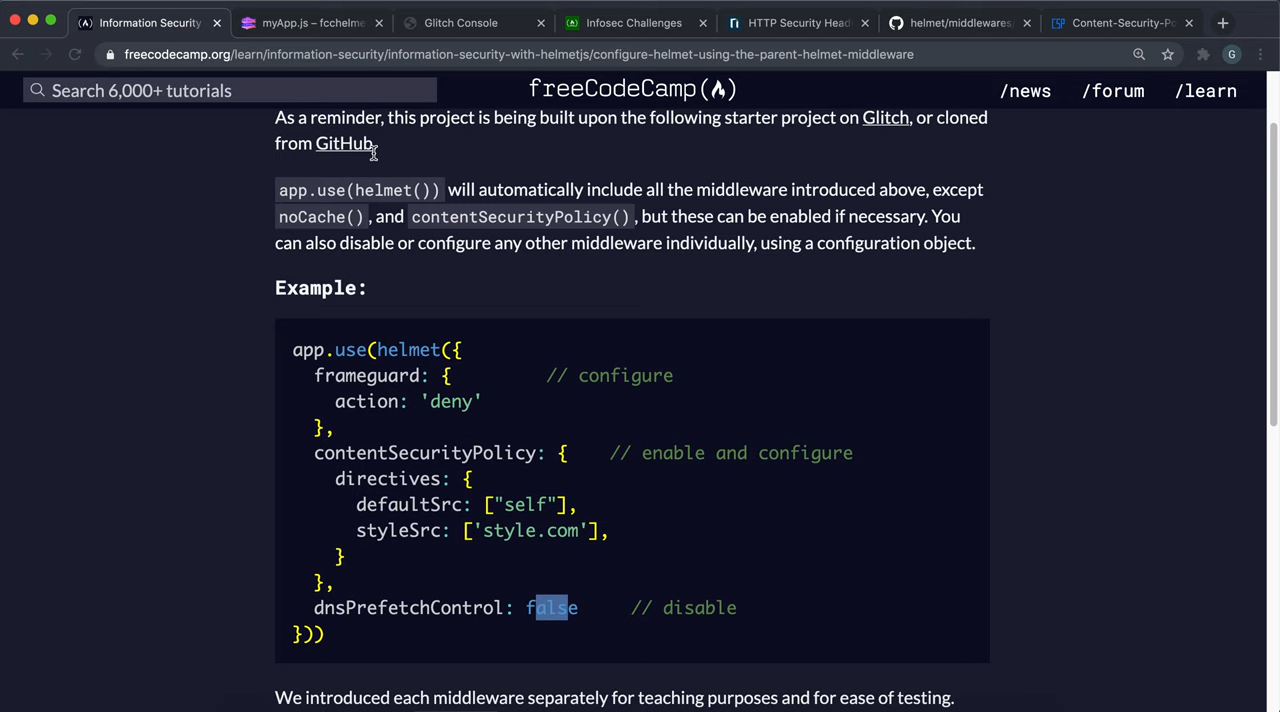 Information Security
myApp.js – fcchelme
Glitch Console
Infosec Challenges
HTTP Security Head
helmet/middlewares
Content-Security-Po
freecodecamp.org/learn/information-security/information-security-with-helmetjs/configure-helmet-using-the-parent-helmet-middleware
G
Search 6,000+ tutorials
freeCodeCamp
/news
/forum
/learn
As a reminder, this project is being built upon the following starter project on Glitch, or cloned
from GitHub.
app.use(helmet()) will automatically include all the middleware introduced above, except
noCache(), and contentSecurityPolicy(), but these can be enabled if necessary. You
can also disable or configure any other middleware individually, using a configuration object.
Example:
app.use(helmet({
frameguard: { // configure
action: 'deny'
},
contentSecurityPolicy: { // enable and configure
directives: {
defaultSrc: ["self"],
styleSrc: ['style.com'],
}
},
dnsPrefetchControl: false // disable
}))
We introduced each middleware separately for teaching purposes and for ease of testing.